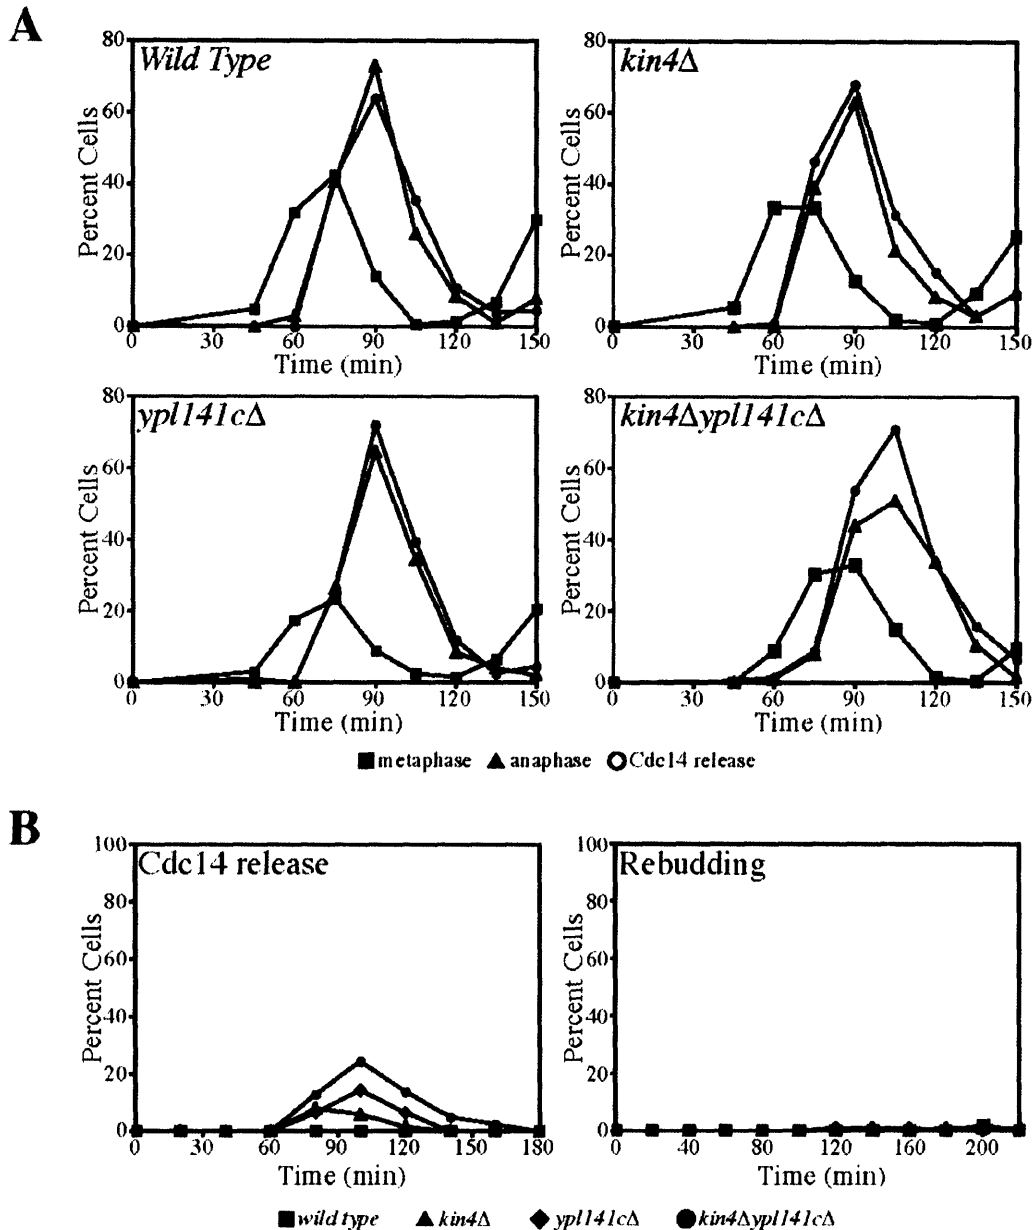 A
Wild Type
80
60
40
20
0
Percent Cells
0 30 60 90 120 150
Time (min)
kin4Δ
80
60
40
20
0
Percent Cells
0 30 60 90 120 150
Time (min)
ypl141cΔ
80
60
40
20
0
Percent Cells
0 30 60 90 120 150
Time (min)
kin4Δypl141cΔ
80
60
40
20
0
Percent Cells
0 30 60 90 120 150
Time (min)
metaphase anaphase Cdc14 release
B
Cdc14 release
100
80
60
40
20
0
Percent Cells
0 30 60 90 120 150 180
Time (min)
Rebudding
100
80
60
40
20
0
Percent Cells
0 40 80 120 160 200
Time (min)
wild type kin4Δ ypl141cΔ kin4Δypl141cΔ